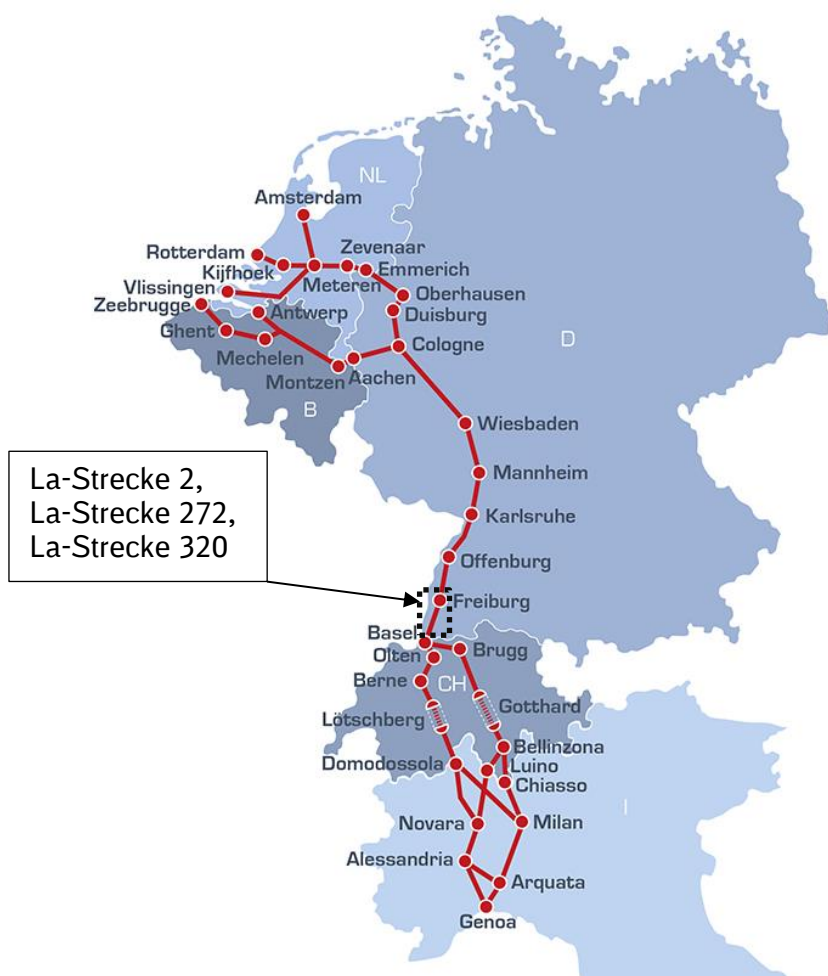 NL
Amsterdam
Rotterdam
Zevenaar
Kijfhoek
Emmerich
Vlissingen
Meteren
Oberhausen
Zeebrugge
Antwerp
Duisburg
Ghent
Cologne
D
Mechelen
Aachen
Montzen
B
Wiesbaden
La-Strecke 2,
La-Strecke 272,
La-Strecke 320
Mannheim
Karlsruhe
Offenburg
Freiburg
Basel
Olten
Brugg
Berne
CH
Gotthard
Lötschberg
Bellinzona
Domodossola
Luino
Chiasso
I
Novara
Milan
Alessandria
Arquata
Genoa